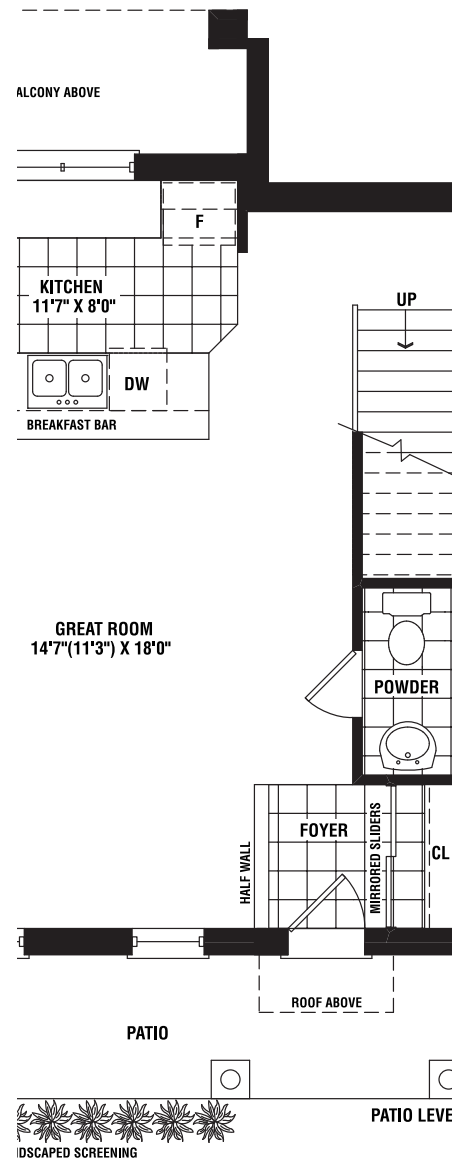 ALCONY ABOVE
F
KITCHEN
11'7" X 8'0"
UP
DW
BREAKFAST BAR
GREAT ROOM
14'7"(11'3") X 18'0"
POWDER
FOYER
MIRRORED SLIDERS
CL
HALF WALL
ROOF ABOVE
PATIO
PATIO LEVE
DSCAPED SCREENING